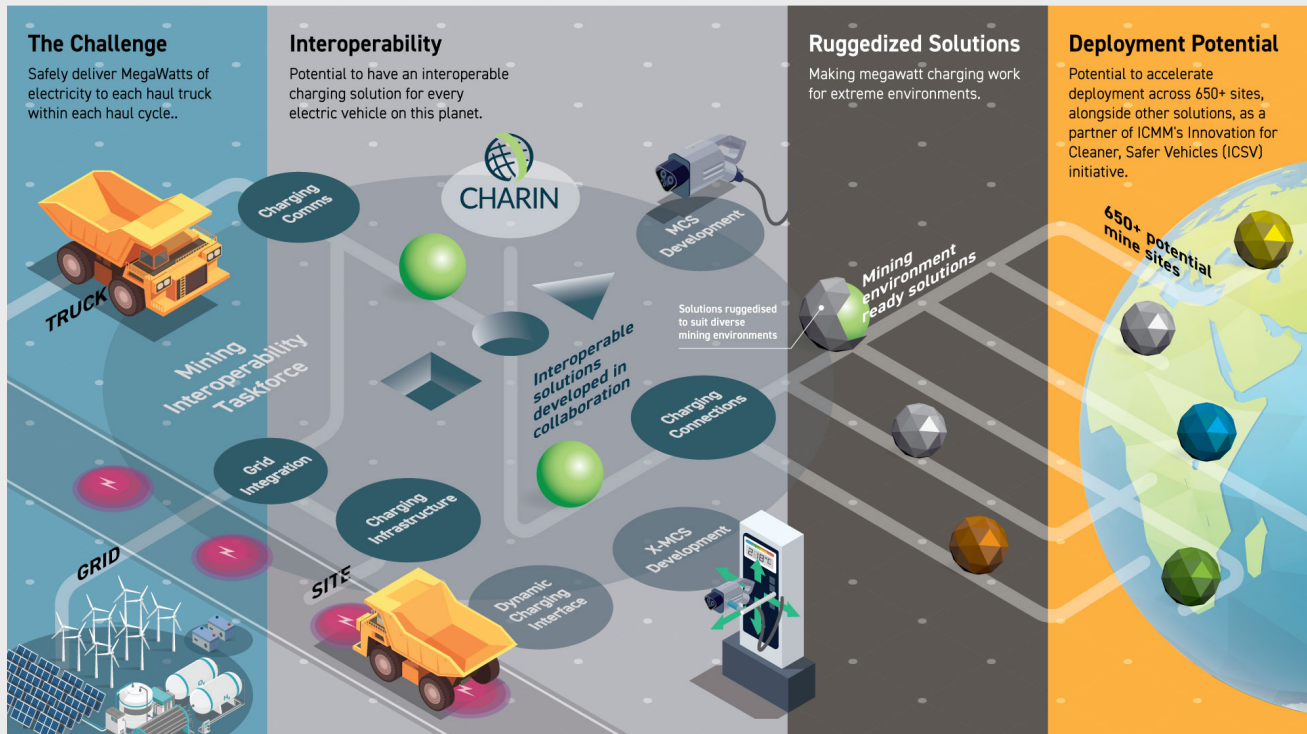 The Challenge
Safely deliver MegaWatts of
electricity to each haul truck
within each haul cycle..
Interoperability
Potential to have an interoperable
charging solution for every
electric vehicle on this planet.
Ruggedized Solutions
Making megawatt charging work
for extreme environments.
Deployment Potential
Potential to accelerate
deployment across 650+ sites,
alongside other solutions, as a
partner of ICMM's Innovation for
Cleaner, Safer Vehicles (ICSV)
initiative.
Charging
Comms
CHARIN
MCS
Development
TRUCK
Mining
Interoperability
Taskforce
Interoperable
solutions
developed in
collaboration
Solutions ruggedised
to suit diverse
mining environments
Mining
environment
ready solutions
650+ potential
mine sites
Charging
Connections
Grid
Integration
Charging
Infrastructure
X-MCS
Development
GRID
SITE
Dynamic
Charging
Interface
O₂
H₂